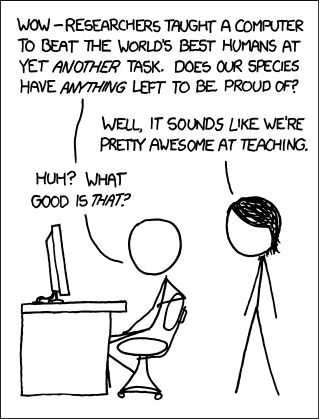 WOW–RESEARCHERS TAUGHT A COMPUTER
TO BEAT THE WORLD'S BEST HUMANS AT
YET ANOTHER TASK. DOES OUR SPECIES
HAVE ANYTHING LEFT TO BE PROUD OF?
WELL, IT SOUNDS LIKE WE'RE
PRETTY AWESOME AT TEACHING.
HUH? WHAT
GOOD IS THAT?